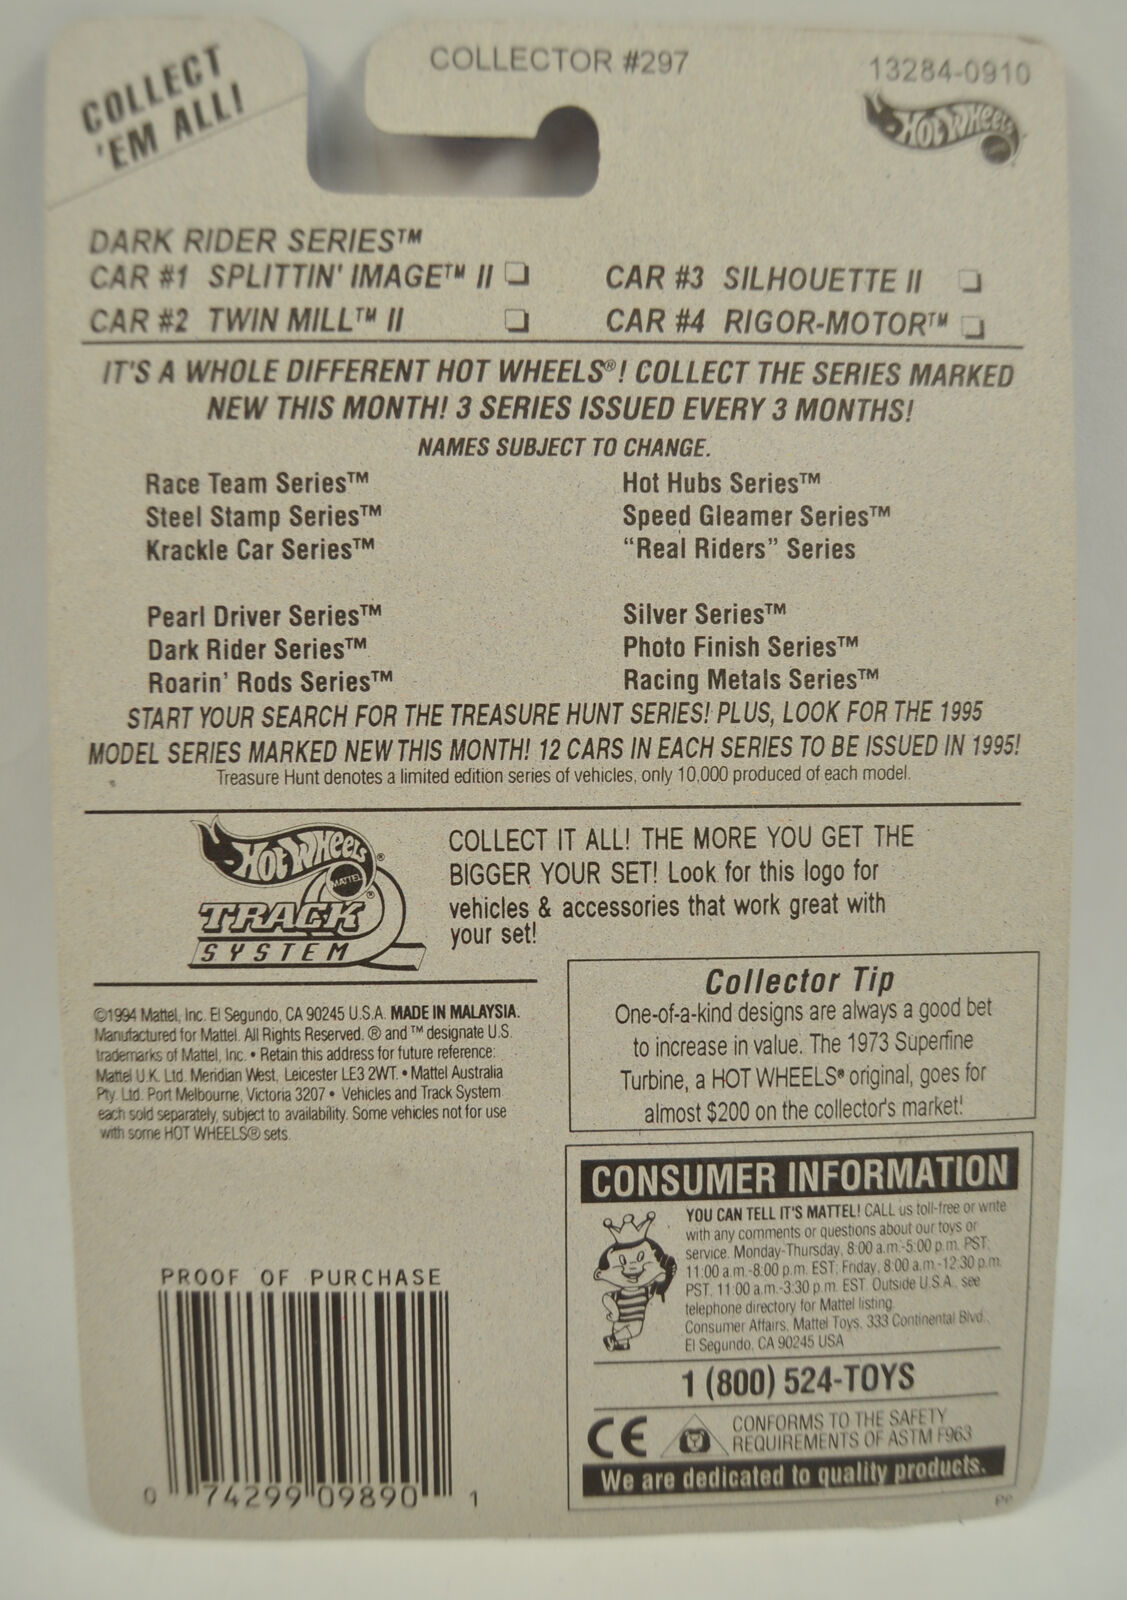 COLLECT
'EM ALL!
COLLECTOR #297
13284-0910
Hot Wheels
DARK RIDER SERIES™
CAR #1 SPLITTIN' IMAGE™ II ❏
CAR #3 SILHOUETTE II ❏
CAR #2 TWIN MILL™ II ❏
CAR #4 RIGOR-MOTOR™ ❏
IT'S A WHOLE DIFFERENT HOT WHEELS®! COLLECT THE SERIES MARKED
NEW THIS MONTH! 3 SERIES ISSUED EVERY 3 MONTHS!
NAMES SUBJECT TO CHANGE.
Race Team Series™
Steel Stamp Series™
Krackle Car Series™
Hot Hubs Series™
Speed Gleamer Series™
"Real Riders" Series
Pearl Driver Series™
Dark Rider Series™
Roarin' Rods Series™
Silver Series™
Photo Finish Series™
Racing Metals Series™
START YOUR SEARCH FOR THE TREASURE HUNT SERIES! PLUS, LOOK FOR THE 1995
MODEL SERIES MARKED NEW THIS MONTH! 12 CARS IN EACH SERIES TO BE ISSUED IN 1995!
Treasure Hunt denotes a limited edition series of vehicles, only 10,000 produced of each model.
Hot Wheels®
MATTEL®
TRACK
SYSTEM
COLLECT IT ALL! THE MORE YOU GET THE
BIGGER YOUR SET! Look for this logo for
vehicles & accessories that work great with
your set!
©1994 Mattel, Inc. El Segundo, CA 90245 U.S.A. MADE IN MALAYSIA.
Manufactured for Mattel. All Rights Reserved. ® and ™ designate U.S.
trademarks of Mattel, Inc. • Retain this address for future reference:
Mattel U.K. Ltd. Meridian West, Leicester LE3 2WT. • Mattel Australia
Pty. Ltd. Port Melbourne, Victoria 3207 • Vehicles and Track System
each sold separately, subject to availability. Some vehicles not for use
with some HOT WHEELS® sets.
Collector Tip
One-of-a-kind designs are always a good bet
to increase in value. The 1973 Superfine
Turbine, a HOT WHEELS® original, goes for
almost $200 on the collector's market!
CONSUMER INFORMATION
YOU CAN TELL IT'S MATTEL! CALL us toll-free or write
with any comments or questions about our toys or
service. Monday-Thursday, 8:00 a.m.-5:00 p.m. PST;
11:00 a.m.-8:00 p.m. EST; Friday, 8:00 a.m.-12:30 p.m.
PST, 11:00 a.m.-3:30 p.m. EST. Outside U.S.A., see
telephone directory for Mattel listing.
Consumer Affairs, Mattel Toys, 333 Continental Blvd.,
El Segundo, CA 90245 USA
1 (800) 524-TOYS
CE
CONFORMS TO THE SAFETY
REQUIREMENTS OF ASTM F963
We are dedicated to quality products.
PROOF OF PURCHASE
0 74299 09890 1